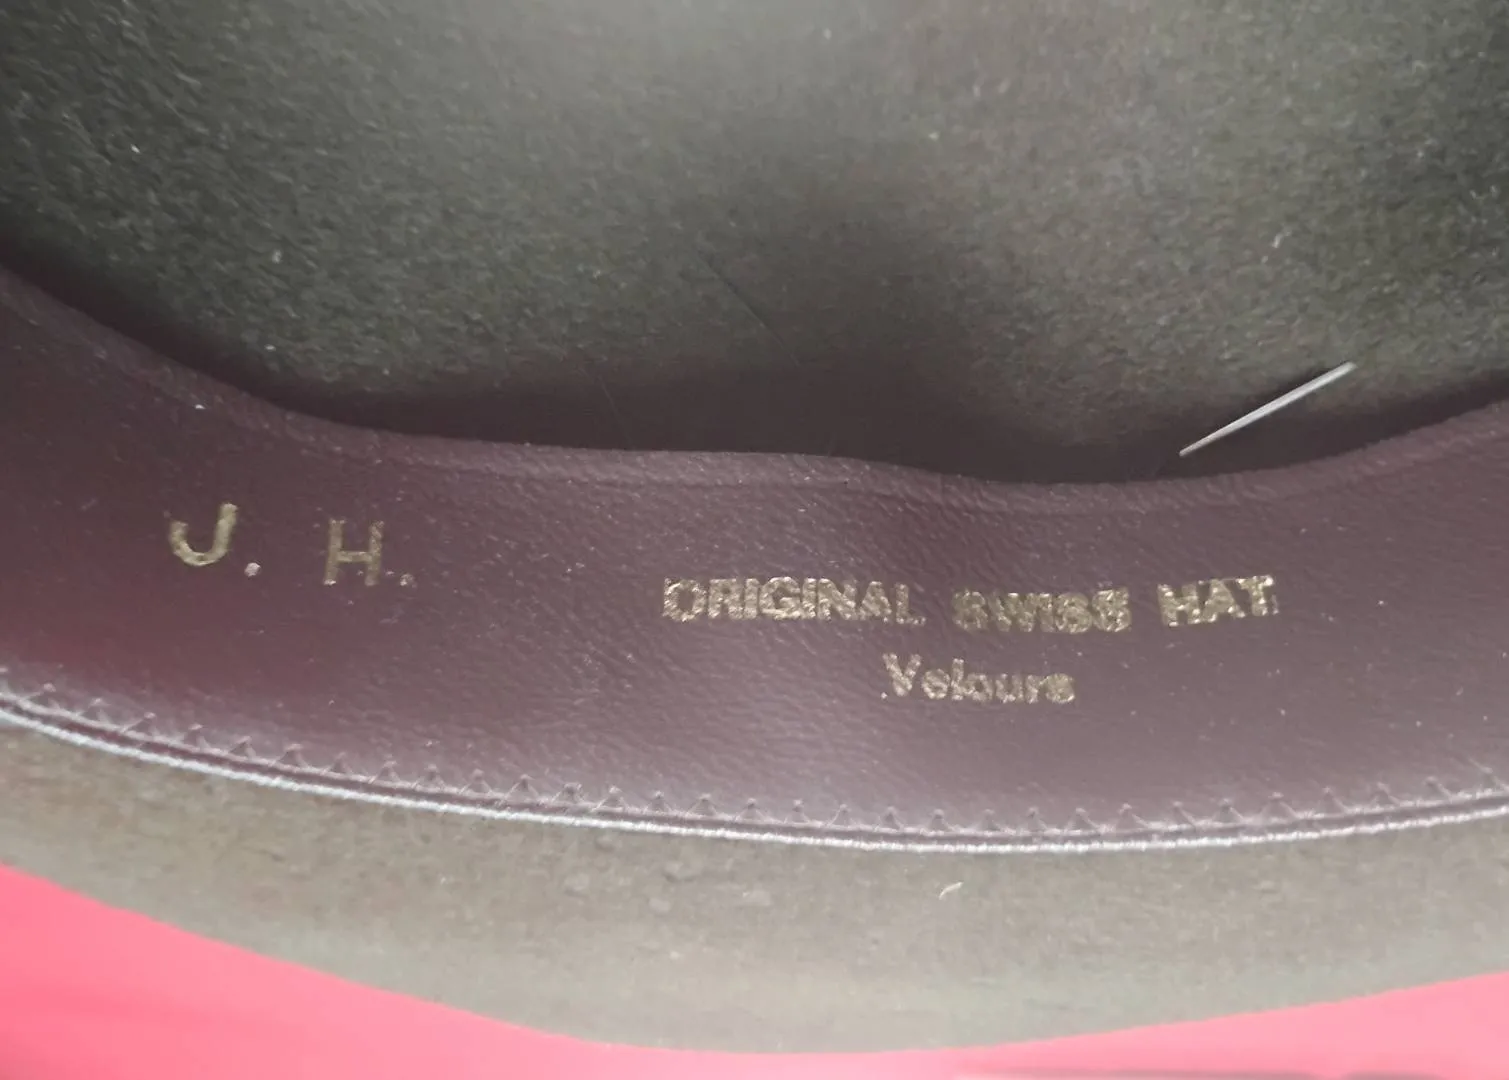 J. H.
ORIGINAL SWISS HAT
Velours